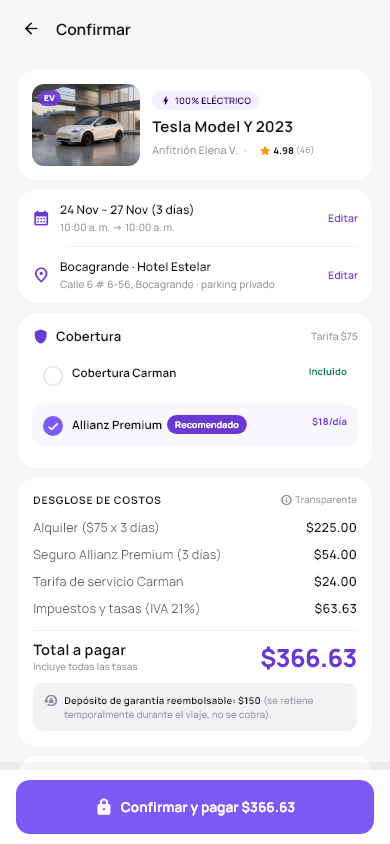 Confirmar
EV
100% ELÉCTRICO
Tesla Model Y 2023
Anfitrión Elena V. • 4.98 (46)
24 Nov – 27 Nov (3 días)
10:00 a. m. → 10:00 a. m.
Editar
Bocagrande · Hotel Estelar
Calle 6 # 6-56, Bocagrande · parking privado
Editar
Cobertura
Tarifa $75
Cobertura Carman
Incluido
Allianz Premium Recomendado
$18/día
DESGLOSE DE COSTOS
Transparente
Alquiler ($75 x 3 días) $225.00
Seguro Allianz Premium (3 días) $54.00
Tarifa de servicio Carman $24.00
Impuestos y tasas (IVA 21%) $63.63
Total a pagar
Incluye todas las tasas
$366.63
Depósito de garantía reembolsable: $150 (se retiene
temporalmente durante el viaje, no se cobra).
Confirmar y pagar $366.63